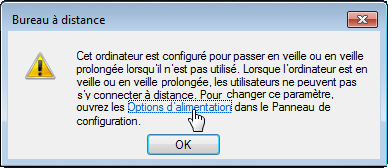 Bureau à distance
Cet ordinateur est configuré pour passer en veille ou en veille
prolongée lorsqu'il n'est pas utilisé. Lorsque l'ordinateur est en
veille ou en veille prolongée, les utilisateurs ne peuvent pas
s'y connecter à distance. Pour changer ce paramètre,
ouvrez les Options d'alimentation dans le Panneau de
configuration.
OK